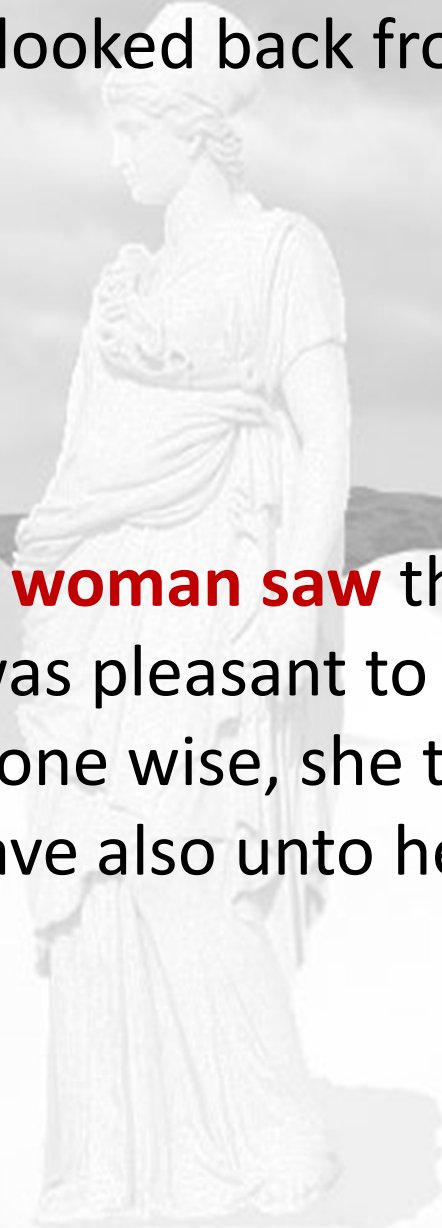 looked back fro
woman saw th
was pleasant to
one wise, she t
ave also unto he